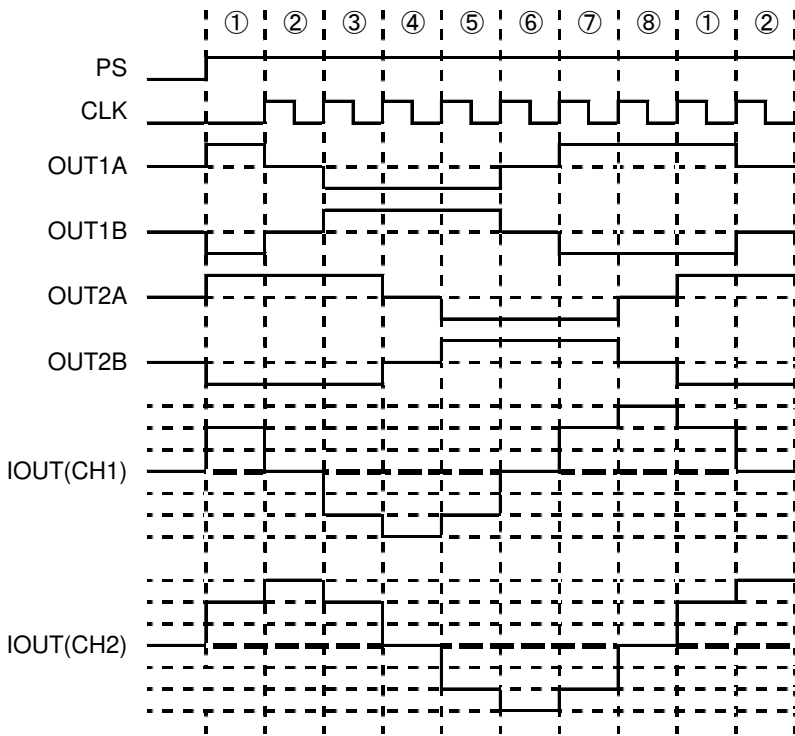 ① ② ③ ④ ⑤ ⑥ ⑦ ⑧ ① ②
PS
CLK
OUT1A
OUT1B
OUT2A
OUT2B
IOUT(CH1)
IOUT(CH2)